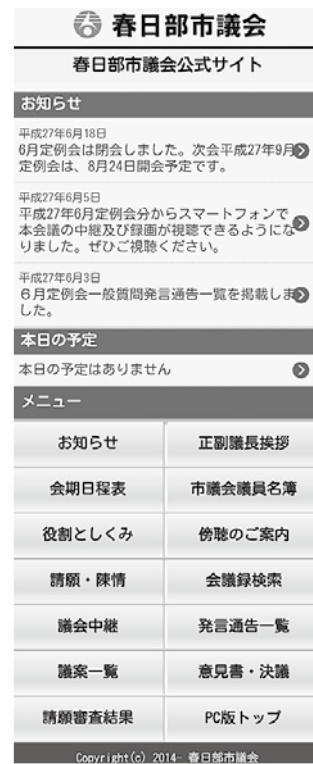 春日部市議会
春日部市議会公式サイト
お知らせ
平成27年6月18日
6月定例会は閉会しました。次会平成27年9月
定例会は、8月24日開会予定です。
平成27年6月5日
平成27年6月定例会分からスマートフォンで
本会議の中継及び録画が視聴できるようにな
りました。ぜひご視聴ください。
平成27年6月3日
６月定例会一般質問発言通告一覧を掲載しま
した。
本日の予定
本日の予定はありません
メニュー
お知らせ 正副議長挨拶
会期日程表 市議会議員名簿
役割としくみ 傍聴のご案内
請願・陳情 会議録検索
議会中継 発言通告一覧
議案一覧 意見書・決議
請願審査結果 PC版トップ
Copyright(c) 2014- 春日部市議会